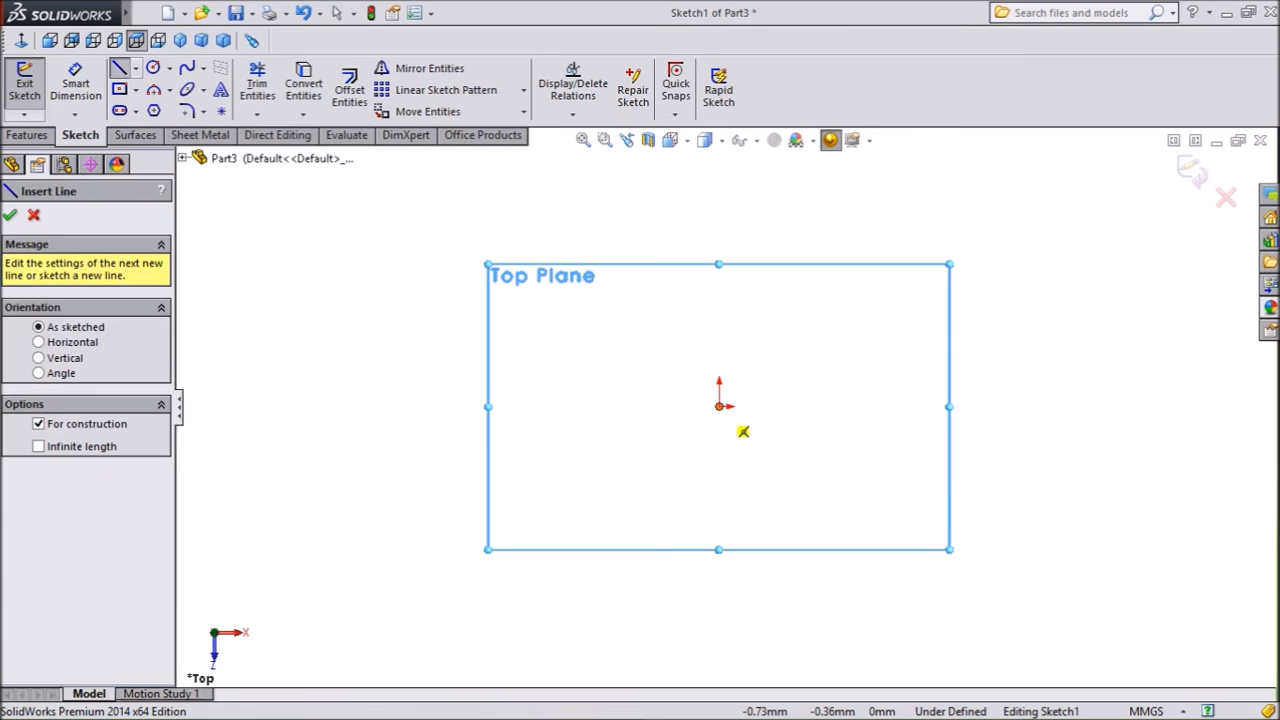 SOLIDWORKS
Sketch1 of Part3 *
Search files and models
Exit Sketch
Smart Dimension
Trim Entities
Convert Entities
Offset Entities
Mirror Entities
Linear Sketch Pattern
Move Entities
Display/Delete Relations
Repair Sketch
Quick Snaps
Rapid Sketch
Features
Sketch
Surfaces
Sheet Metal
Direct Editing
Evaluate
DimXpert
Office Products
Part3 (Default<<Default>_...
Insert Line
?
Message
Edit the settings of the next new
line or sketch a new line.
Orientation
As sketched
Horizontal
Vertical
Angle
Options
For construction
Infinite length
Top Plane
X
Z
*Top
Model
Motion Study 1
SolidWorks Premium 2014 x64 Edition
-0.73mm
-0.36mm
0mm
Under Defined
Editing Sketch1
MMGS
?